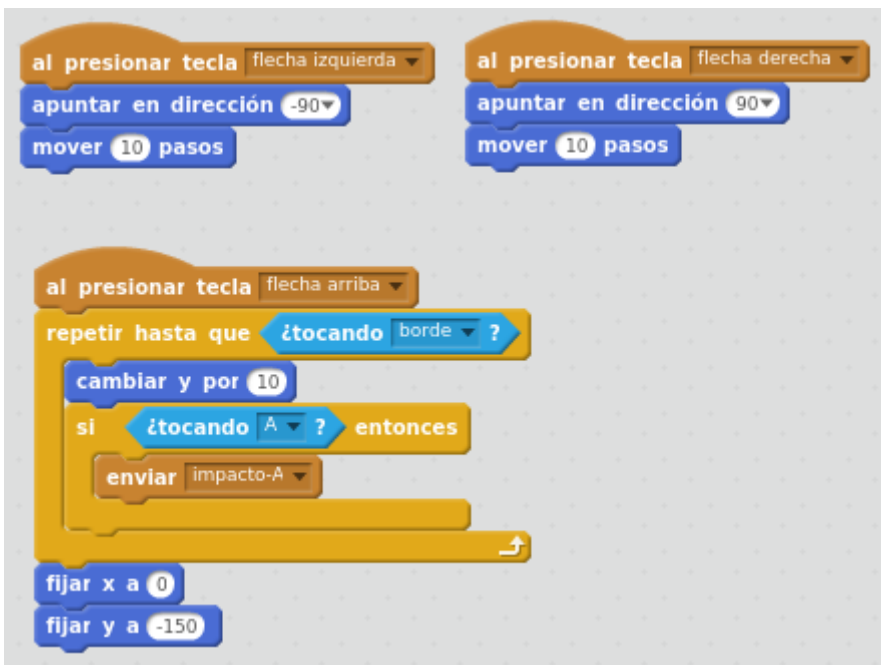 al presionar tecla flecha izquierda
apuntar en dirección -90
mover 10 pasos
al presionar tecla flecha derecha
apuntar en dirección 90
mover 10 pasos
al presionar tecla flecha arriba
repetir hasta que ¿tocando borde ?
cambiar y por 10
si ¿tocando A ? entonces
enviar impacto-A
fijar x a 0
fijar y a -150